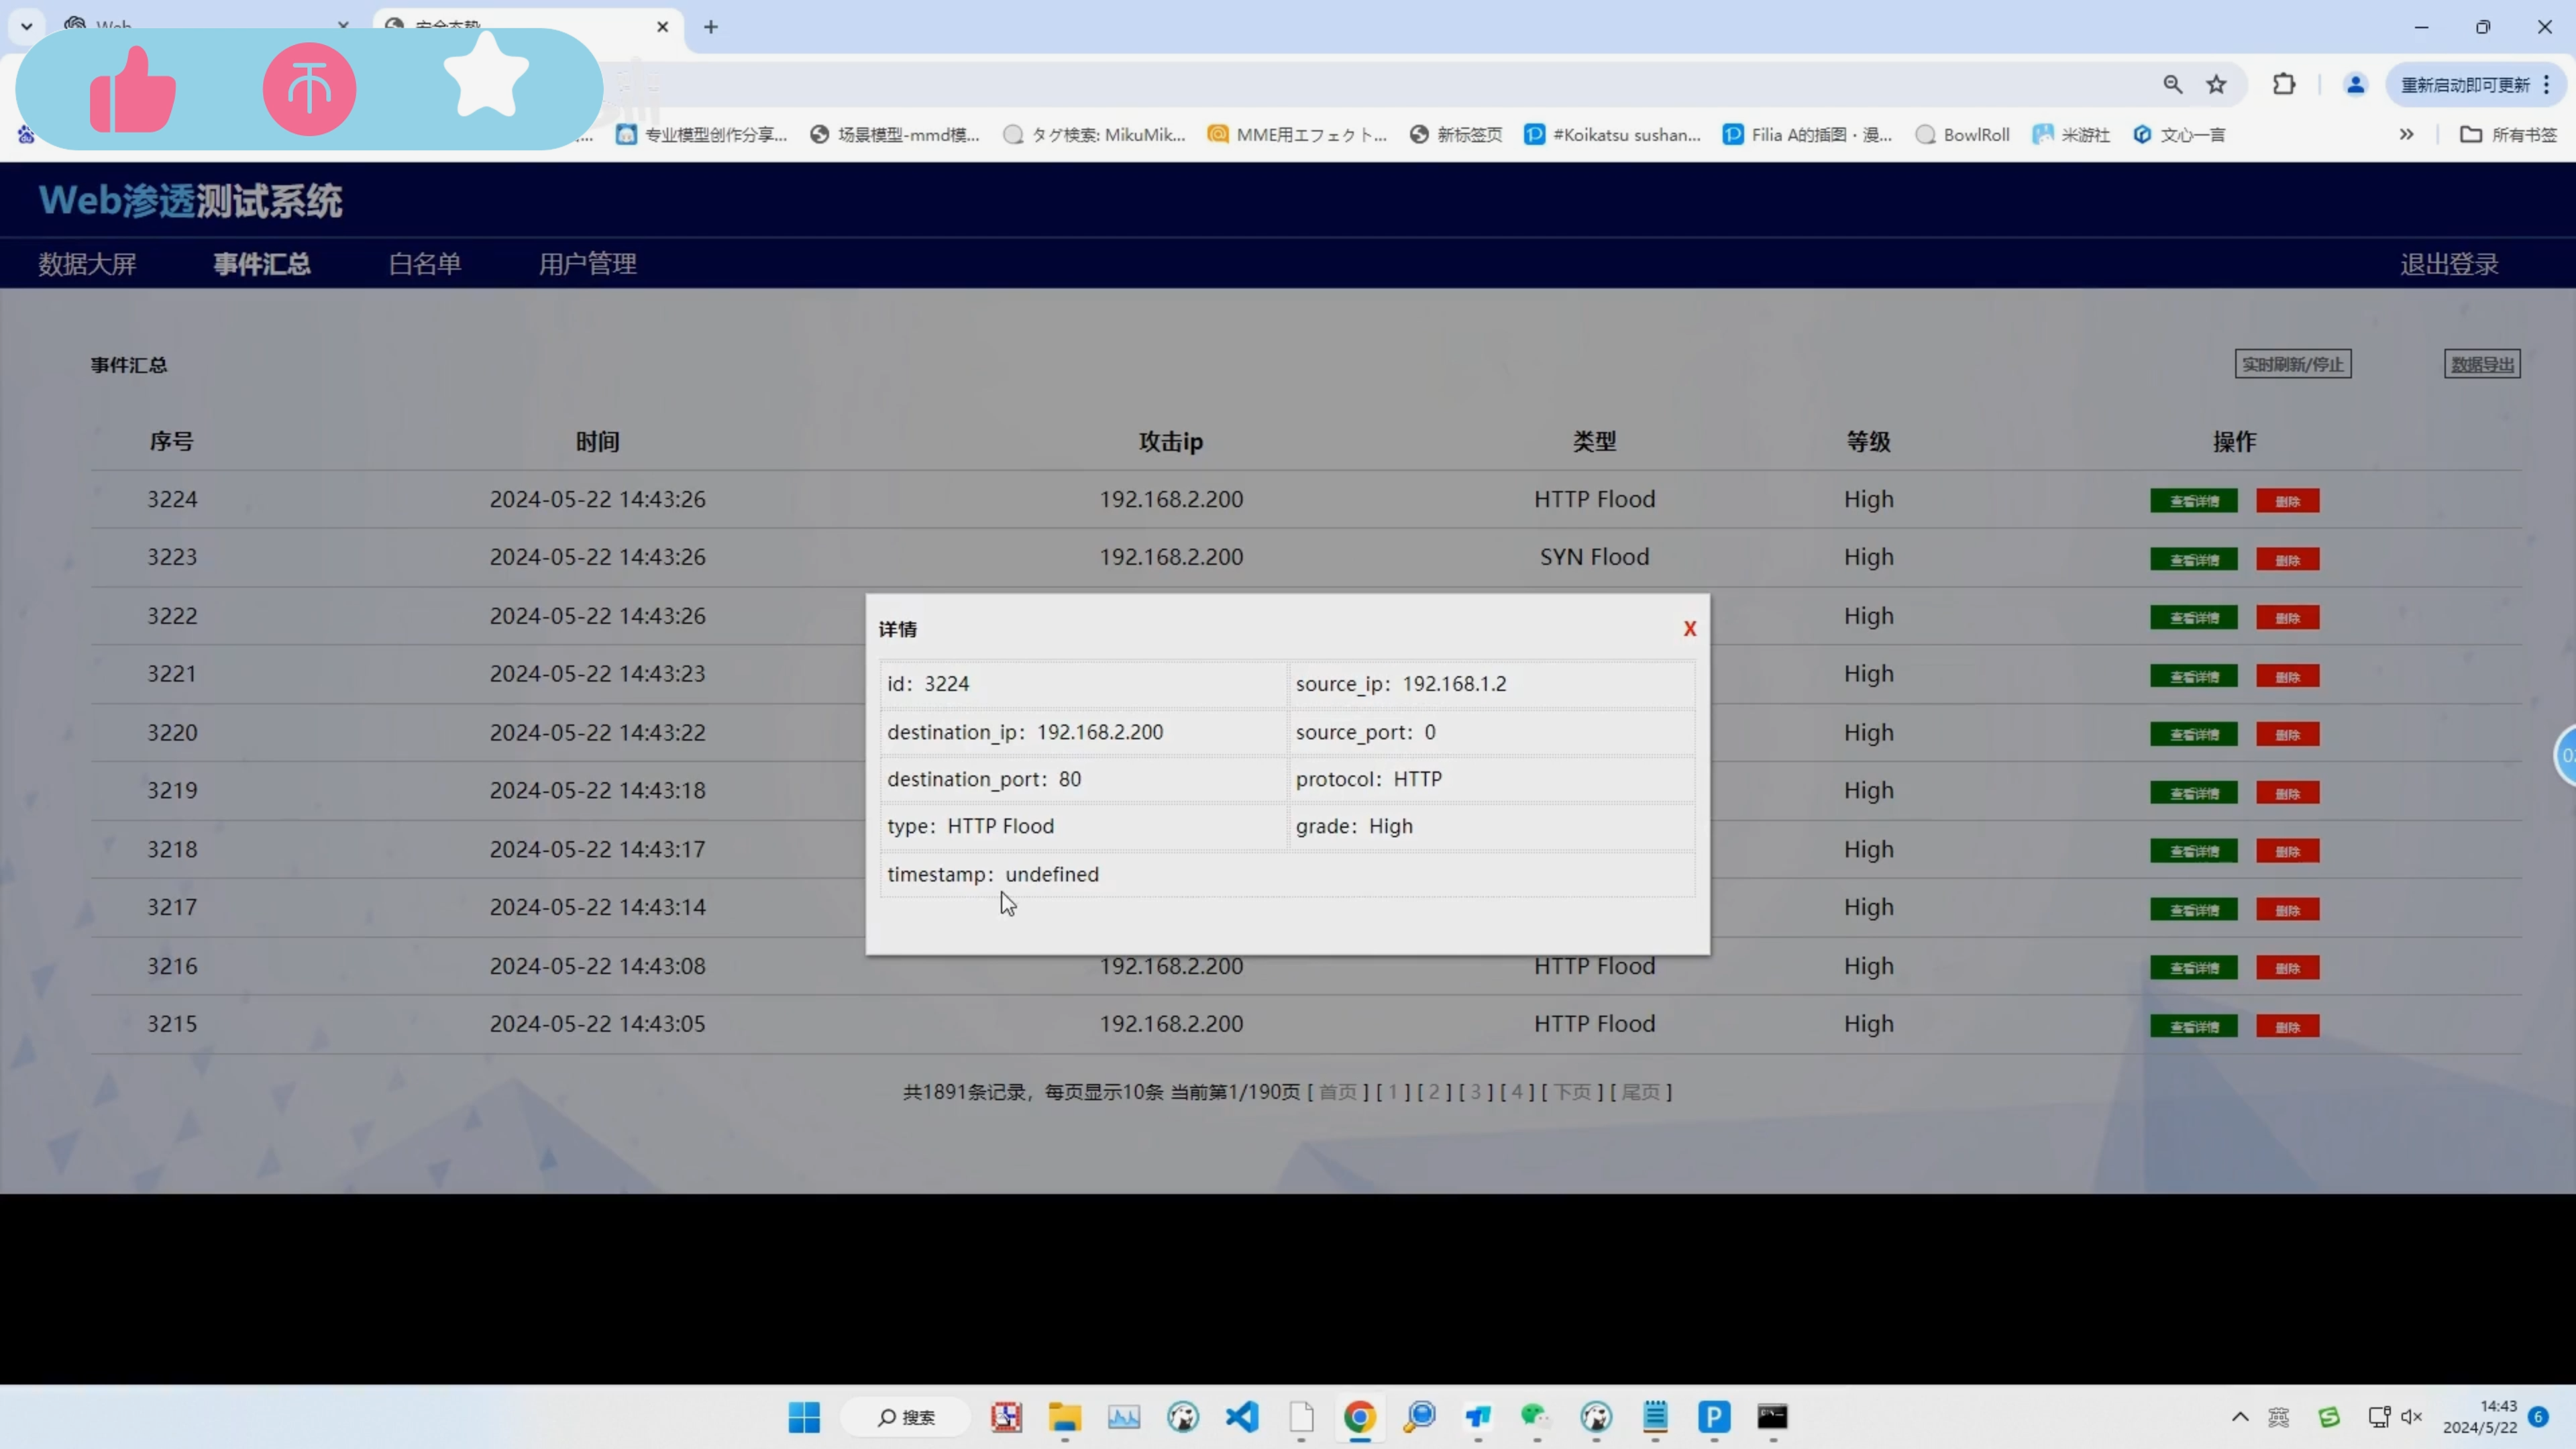 重新启动即可更新
专业模型创作分享...
场景模型-mmd模...
タグ検索: MikuMik...
MME用エフェクト...
新标签页
#Koikatsu sushan...
Filia A的插图・漫...
BowlRoll
米游社
文心一言
所有书签
Web渗透测试系统
数据大屏 事件汇总 白名单 用户管理 退出登录
事件汇总 实时刷新/停止 数据导出
序号 时间 攻击ip 类型 等级 操作
3224 2024-05-22 14:43:26 192.168.2.200 HTTP Flood High 查看详情 删除
3223 2024-05-22 14:43:26 192.168.2.200 SYN Flood High 查看详情 删除
3222 2024-05-22 14:43:26 High 查看详情 删除
3221 2024-05-22 14:43:23 High 查看详情 删除
3220 2024-05-22 14:43:22 High 查看详情 删除
3219 2024-05-22 14:43:18 High 查看详情 删除
3218 2024-05-22 14:43:17 High 查看详情 删除
3217 2024-05-22 14:43:14 High 查看详情 删除
3216 2024-05-22 14:43:08 192.168.2.200 HTTP Flood High 查看详情 删除
3215 2024-05-22 14:43:05 192.168.2.200 HTTP Flood High 查看详情 删除
详情 X
id: 3224 source_ip: 192.168.1.2
destination_ip: 192.168.2.200 source_port: 0
destination_port: 80 protocol: HTTP
type: HTTP Flood grade: High
timestamp: undefined
共1891条记录，每页显示10条 当前第1/190页 [ 首页 ] [ 1 ] [ 2 ] [ 3 ] [ 4 ] [ 下页 ] [ 尾页 ]
搜索
英
14:43
2024/5/22
6